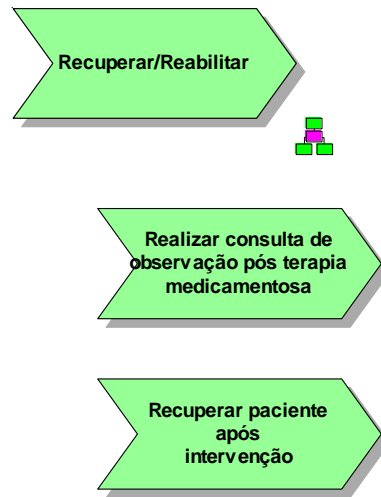 Recuperar/Reabilitar
Realizar consulta de
observação pós terapia
medicamentosa
Recuperar paciente
após
intervenção